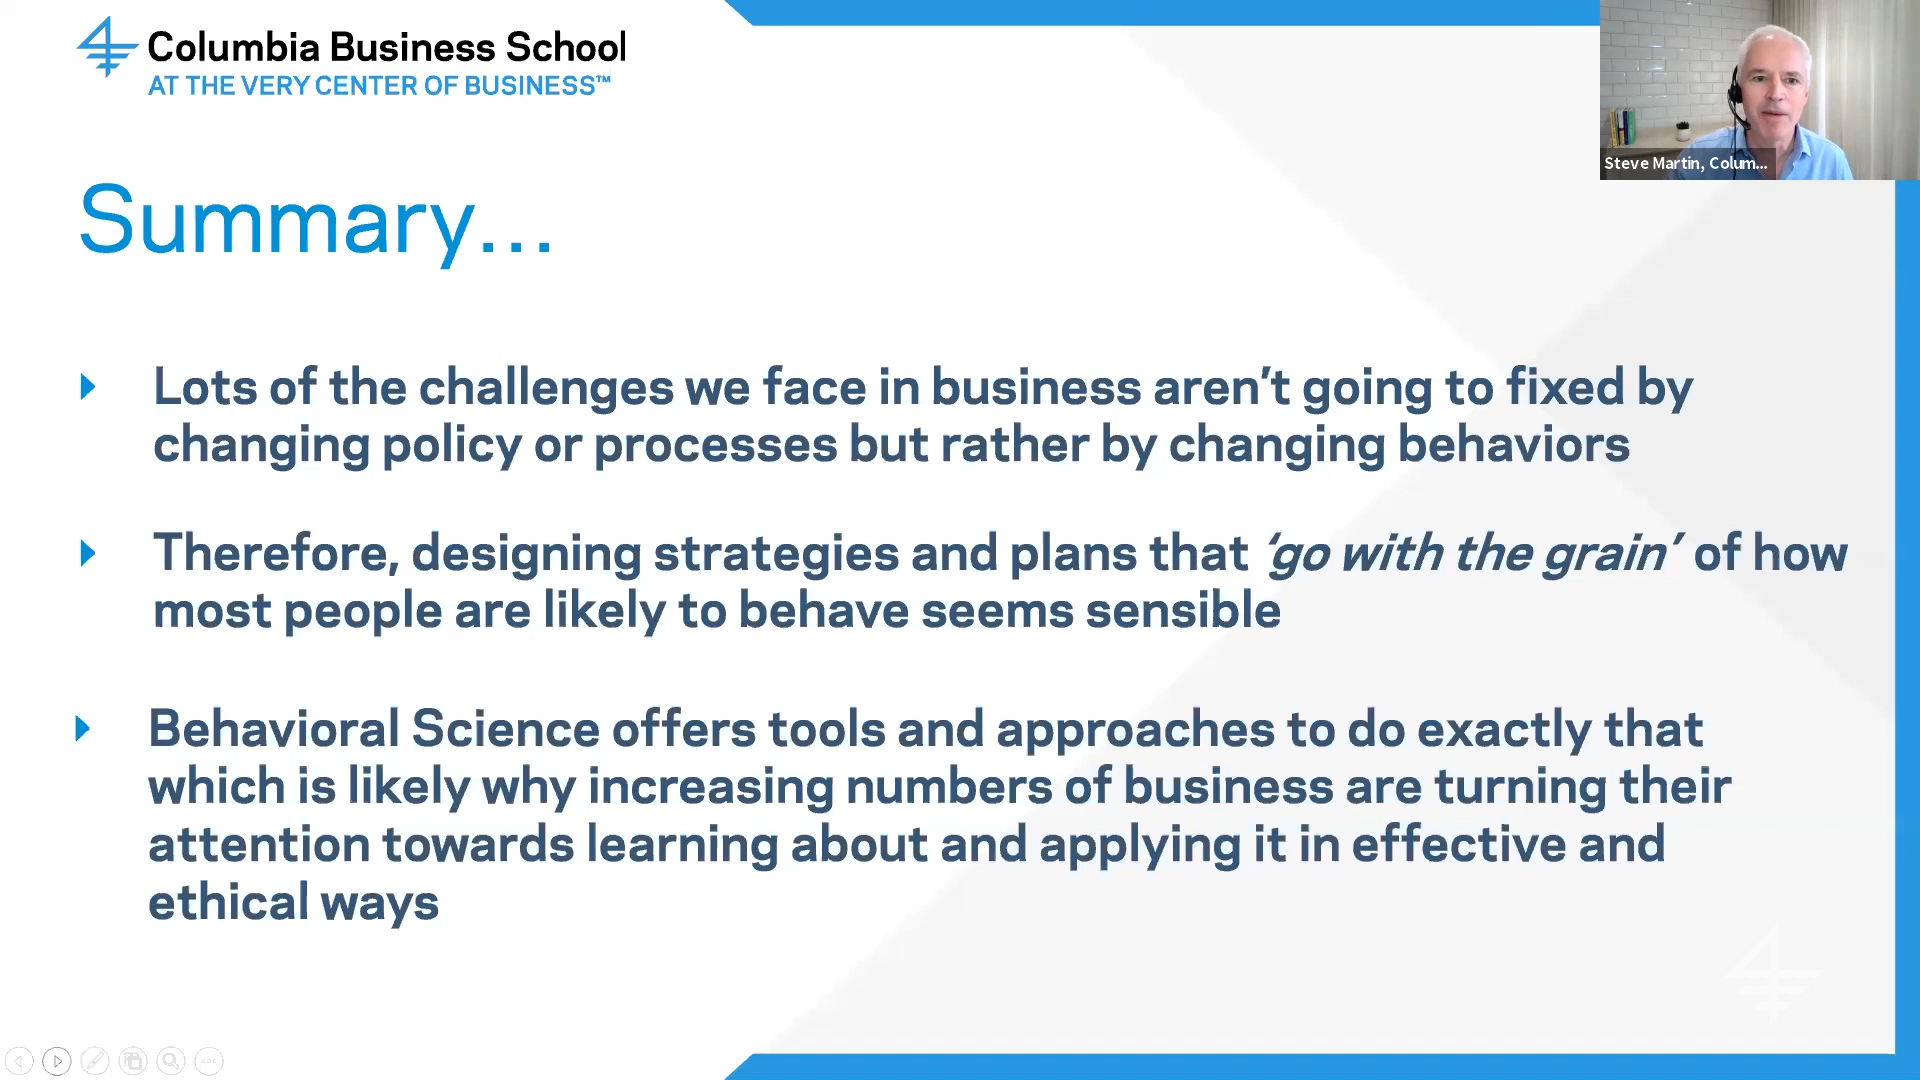 Columbia Business School
AT THE VERY CENTER OF BUSINESS™
Steve Martin, Colum...
Summary...
Lots of the challenges we face in business aren't going to fixed by
changing policy or processes but rather by changing behaviors
Therefore, designing strategies and plans that 'go with the grain' of how
most people are likely to behave seems sensible
Behavioral Science offers tools and approaches to do exactly that
which is likely why increasing numbers of business are turning their
attention towards learning about and applying it in effective and
ethical ways